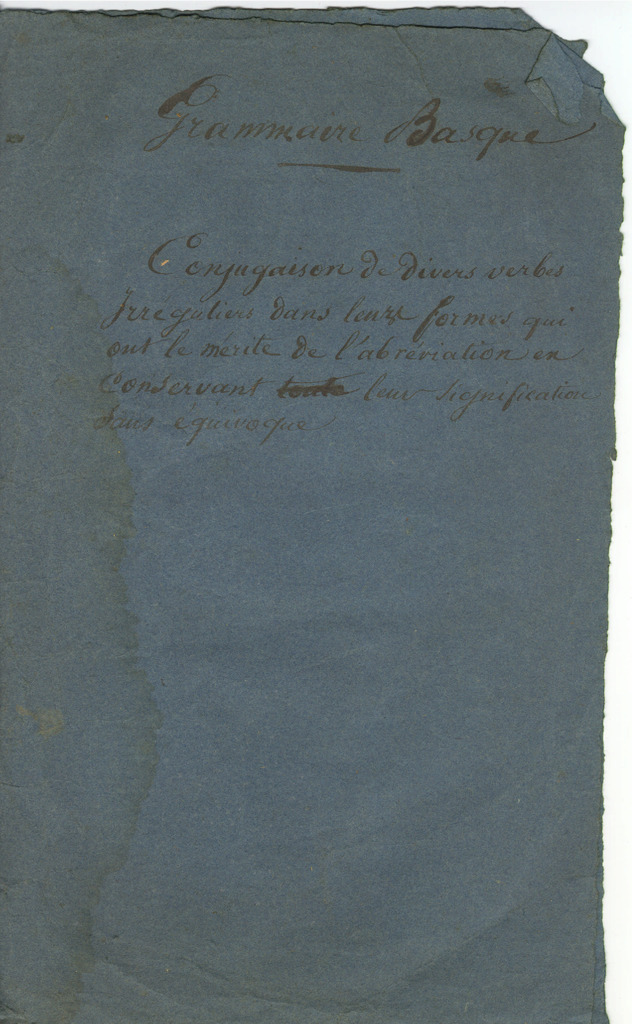 Grammaire Basque
Conjugaison de divers verbes
Irréguliers dans leurs formes qui
ont le mérite de l'abréviation en
Conservant toute leur signification
sans équivoque